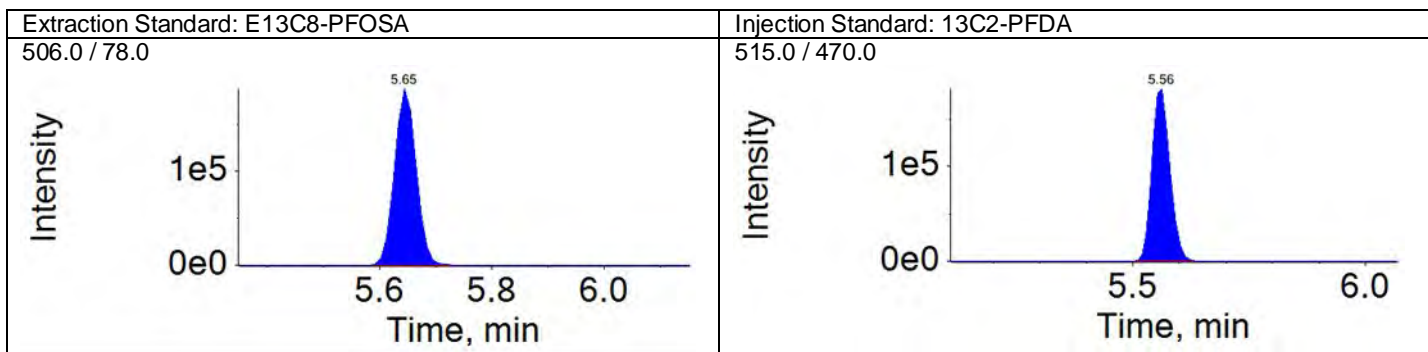 Extraction Standard: E13C8-PFOSA
506.0 / 78.0
5.65
Intensity
1e5
0e0
5.6 5.8 6.0
Time, min
Injection Standard: 13C2-PFDA
515.0 / 470.0
5.56
Intensity
1e5
0e0
5.5 6.0
Time, min